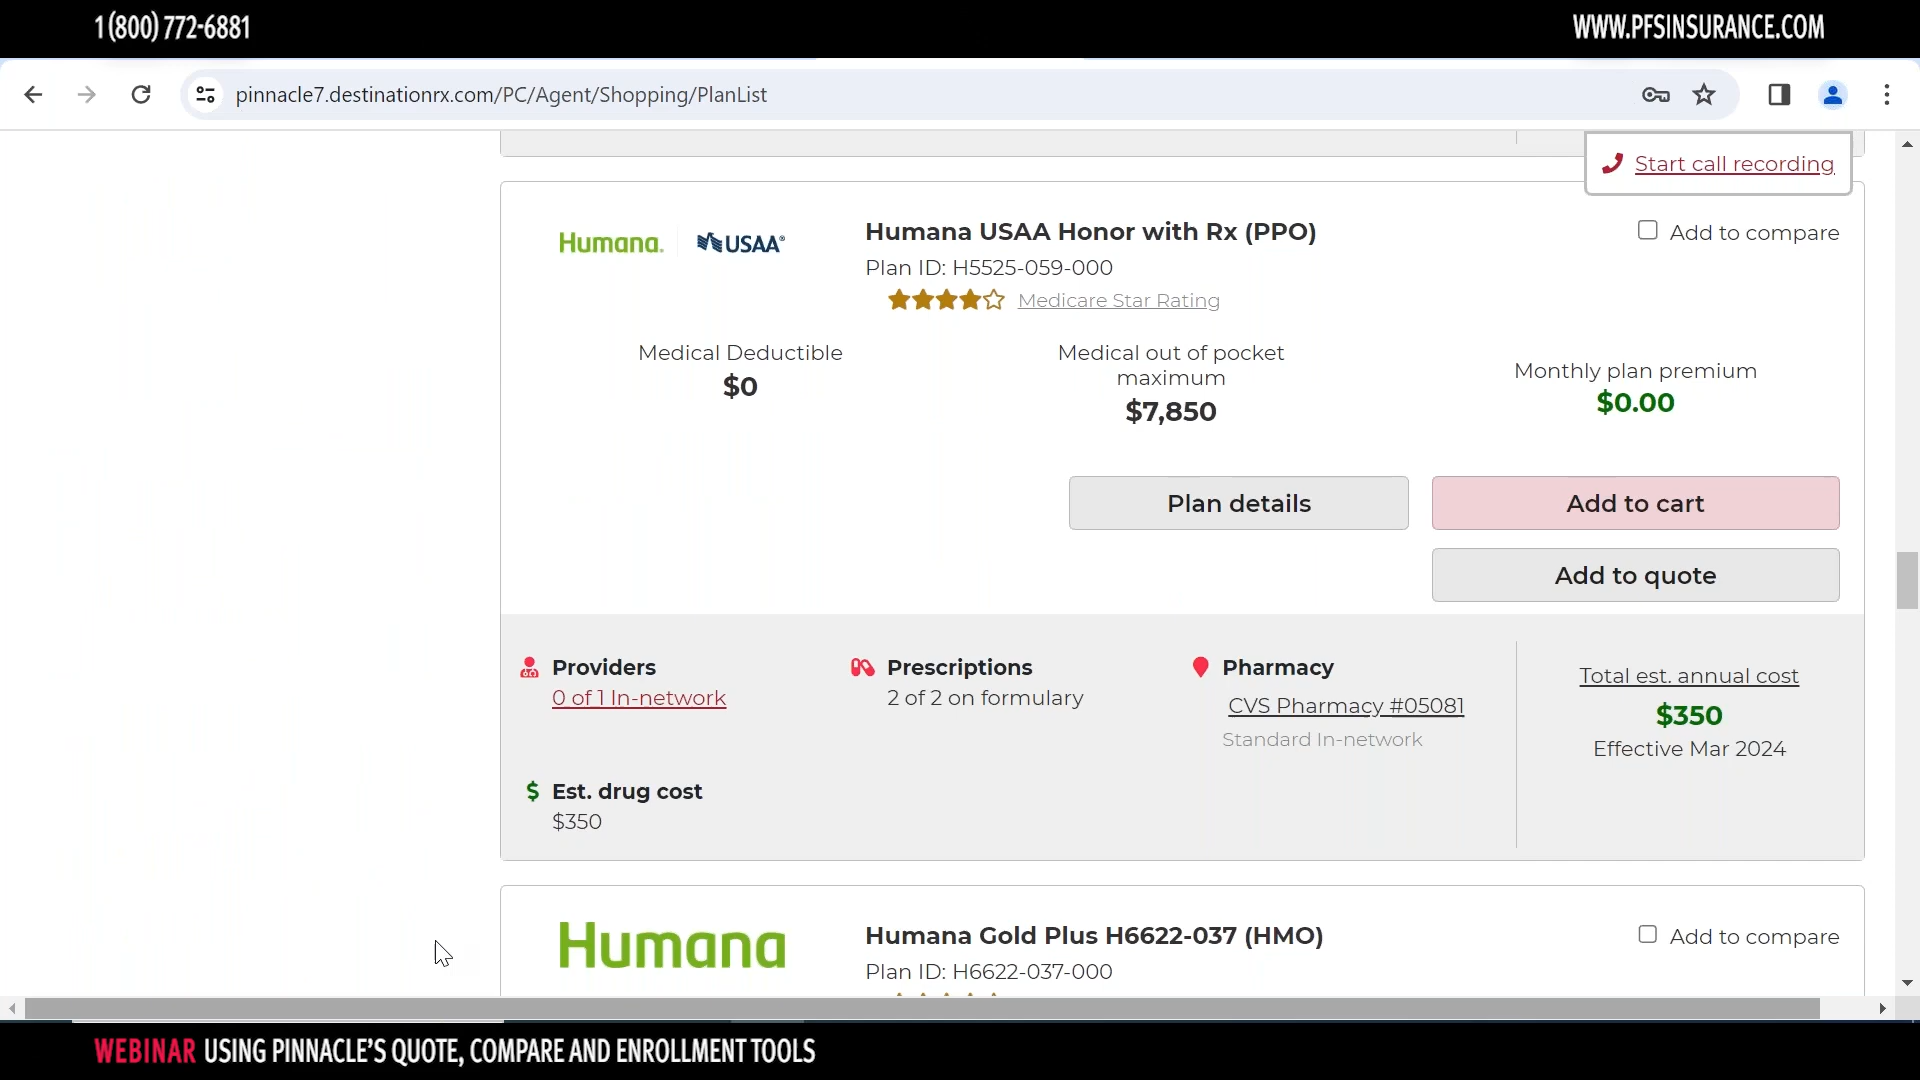 1 (800) 772-6881
WWW.PFSINSURANCE.COM
pinnacle7.destinationrx.com/PC/Agent/Shopping/PlanList
Start call recording
Humana.
USAA®
Humana USAA Honor with Rx (PPO)
Add to compare
Plan ID: H5525-059-000
Medicare Star Rating
Medical Deductible
$0
Medical out of pocket
maximum
$7,850
Monthly plan premium
$0.00
Plan details
Add to cart
Add to quote
Providers
0 of 1 In-network
Prescriptions
2 of 2 on formulary
Pharmacy
CVS Pharmacy #05081
Standard In-network
Total est. annual cost
$350
Effective Mar 2024
$ Est. drug cost
$350
Humana
Humana Gold Plus H6622-037 (HMO)
Add to compare
Plan ID: H6622-037-000
WEBINAR USING PINNACLE'S QUOTE, COMPARE AND ENROLLMENT TOOLS